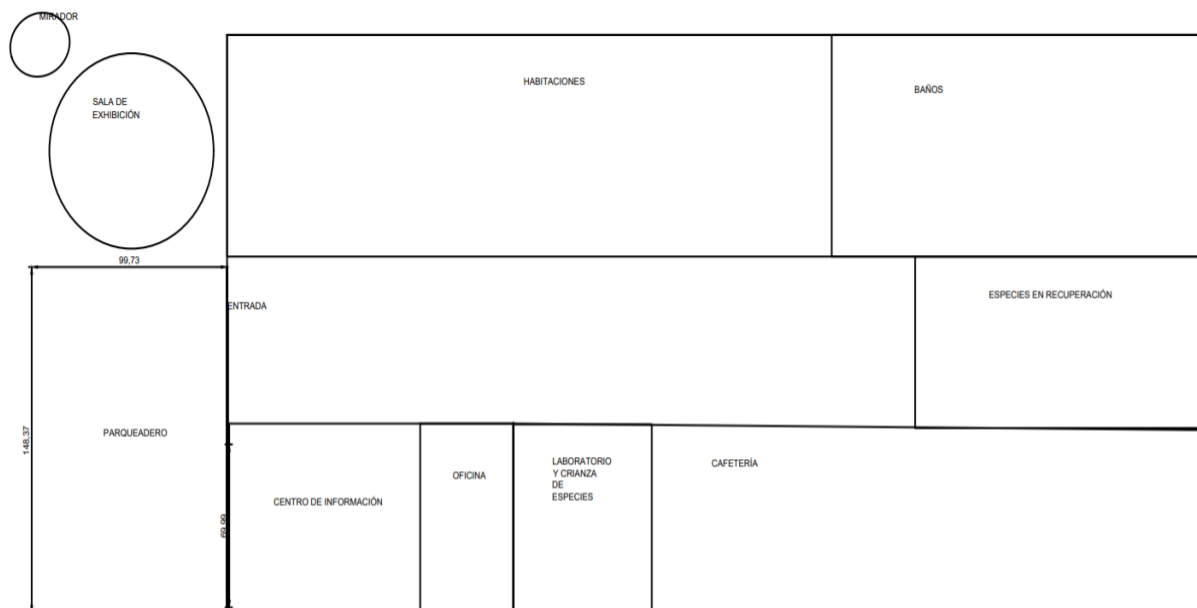 MIRADOR
SALA DE
EXHIBICIÓN
HABITACIONES
BAÑOS
99,73
ENTRADA
ESPECIES EN RECUPERACIÓN
148,37
PARQUEADERO
69,99
CENTRO DE INFORMACIÓN
OFICINA
LABORATORIO
Y CRIANZA
DE
ESPECIES
CAFETERÍA